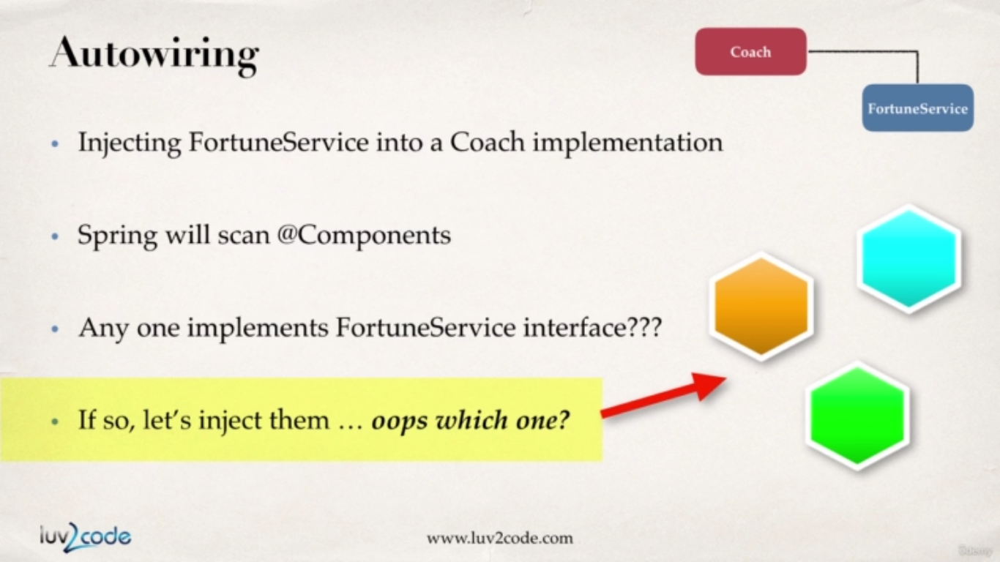 Autowiring
Coach
FortuneService
• Injecting FortuneService into a Coach implementation
• Spring will scan @Components
• Any one implements FortuneService interface???
• If so, let’s inject them … oops which one?
luv2code
www.luv2code.com
Udemy